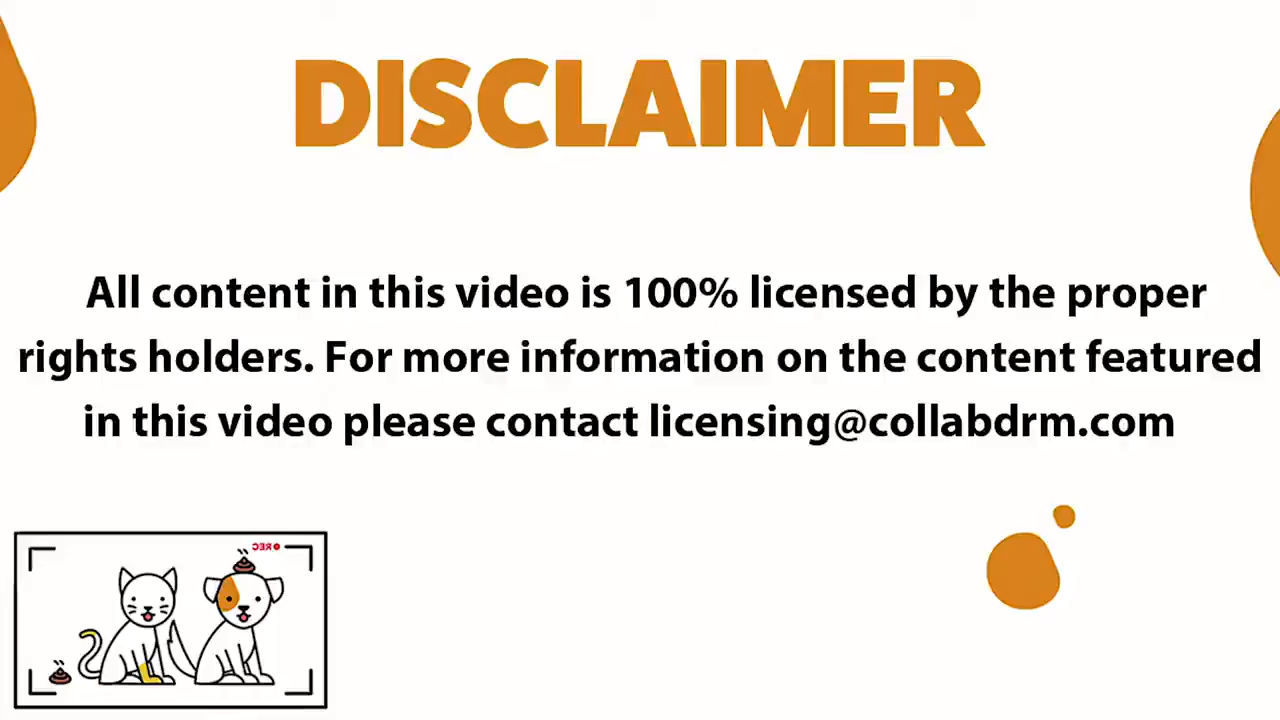 DISCLAIMER
All content in this video is 100% licensed by the proper
rights holders. For more information on the content featured
in this video please contact licensing@collabdrm.com
REC